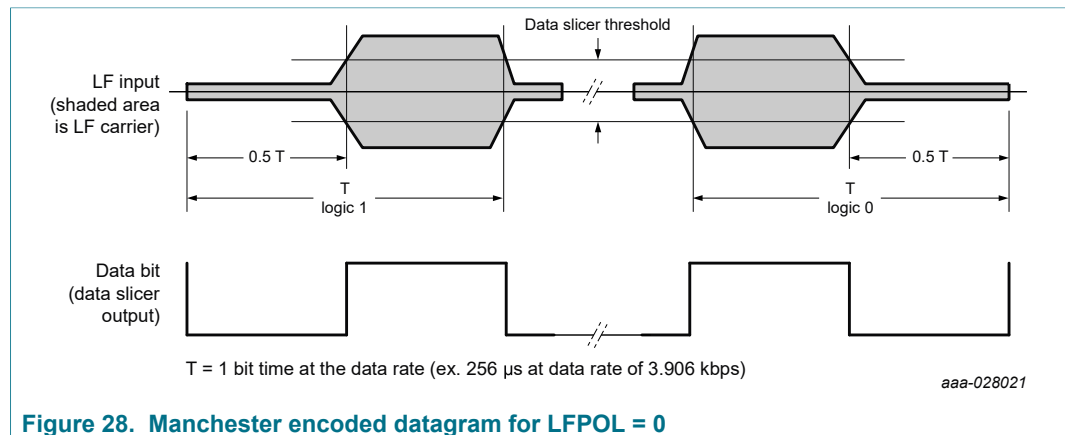 Data slicer threshold
LF input
(shaded area
is LF carrier)
0.5 T
0.5 T
T
logic 1
T
logic 0
Data bit
(data slicer
output)
T = 1 bit time at the data rate (ex. 256 μs at data rate of 3.906 kbps)
aaa-028021
Figure 28. Manchester encoded datagram for LFPOL = 0